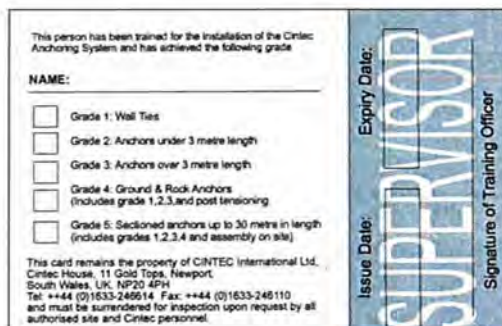 This person has been trained for the installation of the Cintec
Anchoring System and has achieved the following grade
NAME:
Grade 1: Wall Ties
Grade 2: Anchors under 3 metre length
Grade 3: Anchors over 3 metre length
Grade 4: Ground & Rock Anchors
(Includes grade 1,2,3,and post tensioning
Grade 5: Sectioned anchors up to 30 metre in length
(includes grades 1,2,3,4 and assembly on site)
This card remains the property of CINTEC International Ltd,
Cintec House, 11 Gold Tops, Newport,
South Wales, UK, NP20 4PH
Tel: ++44 (0)1633-246614 Fax: ++44 (0)1633-246110
and must be surrendered for inspection upon request by all
authorised site and Cintec personnel.
Issue Date:
Expiry Date:
SUPERVISOR
Signature of Training Officer